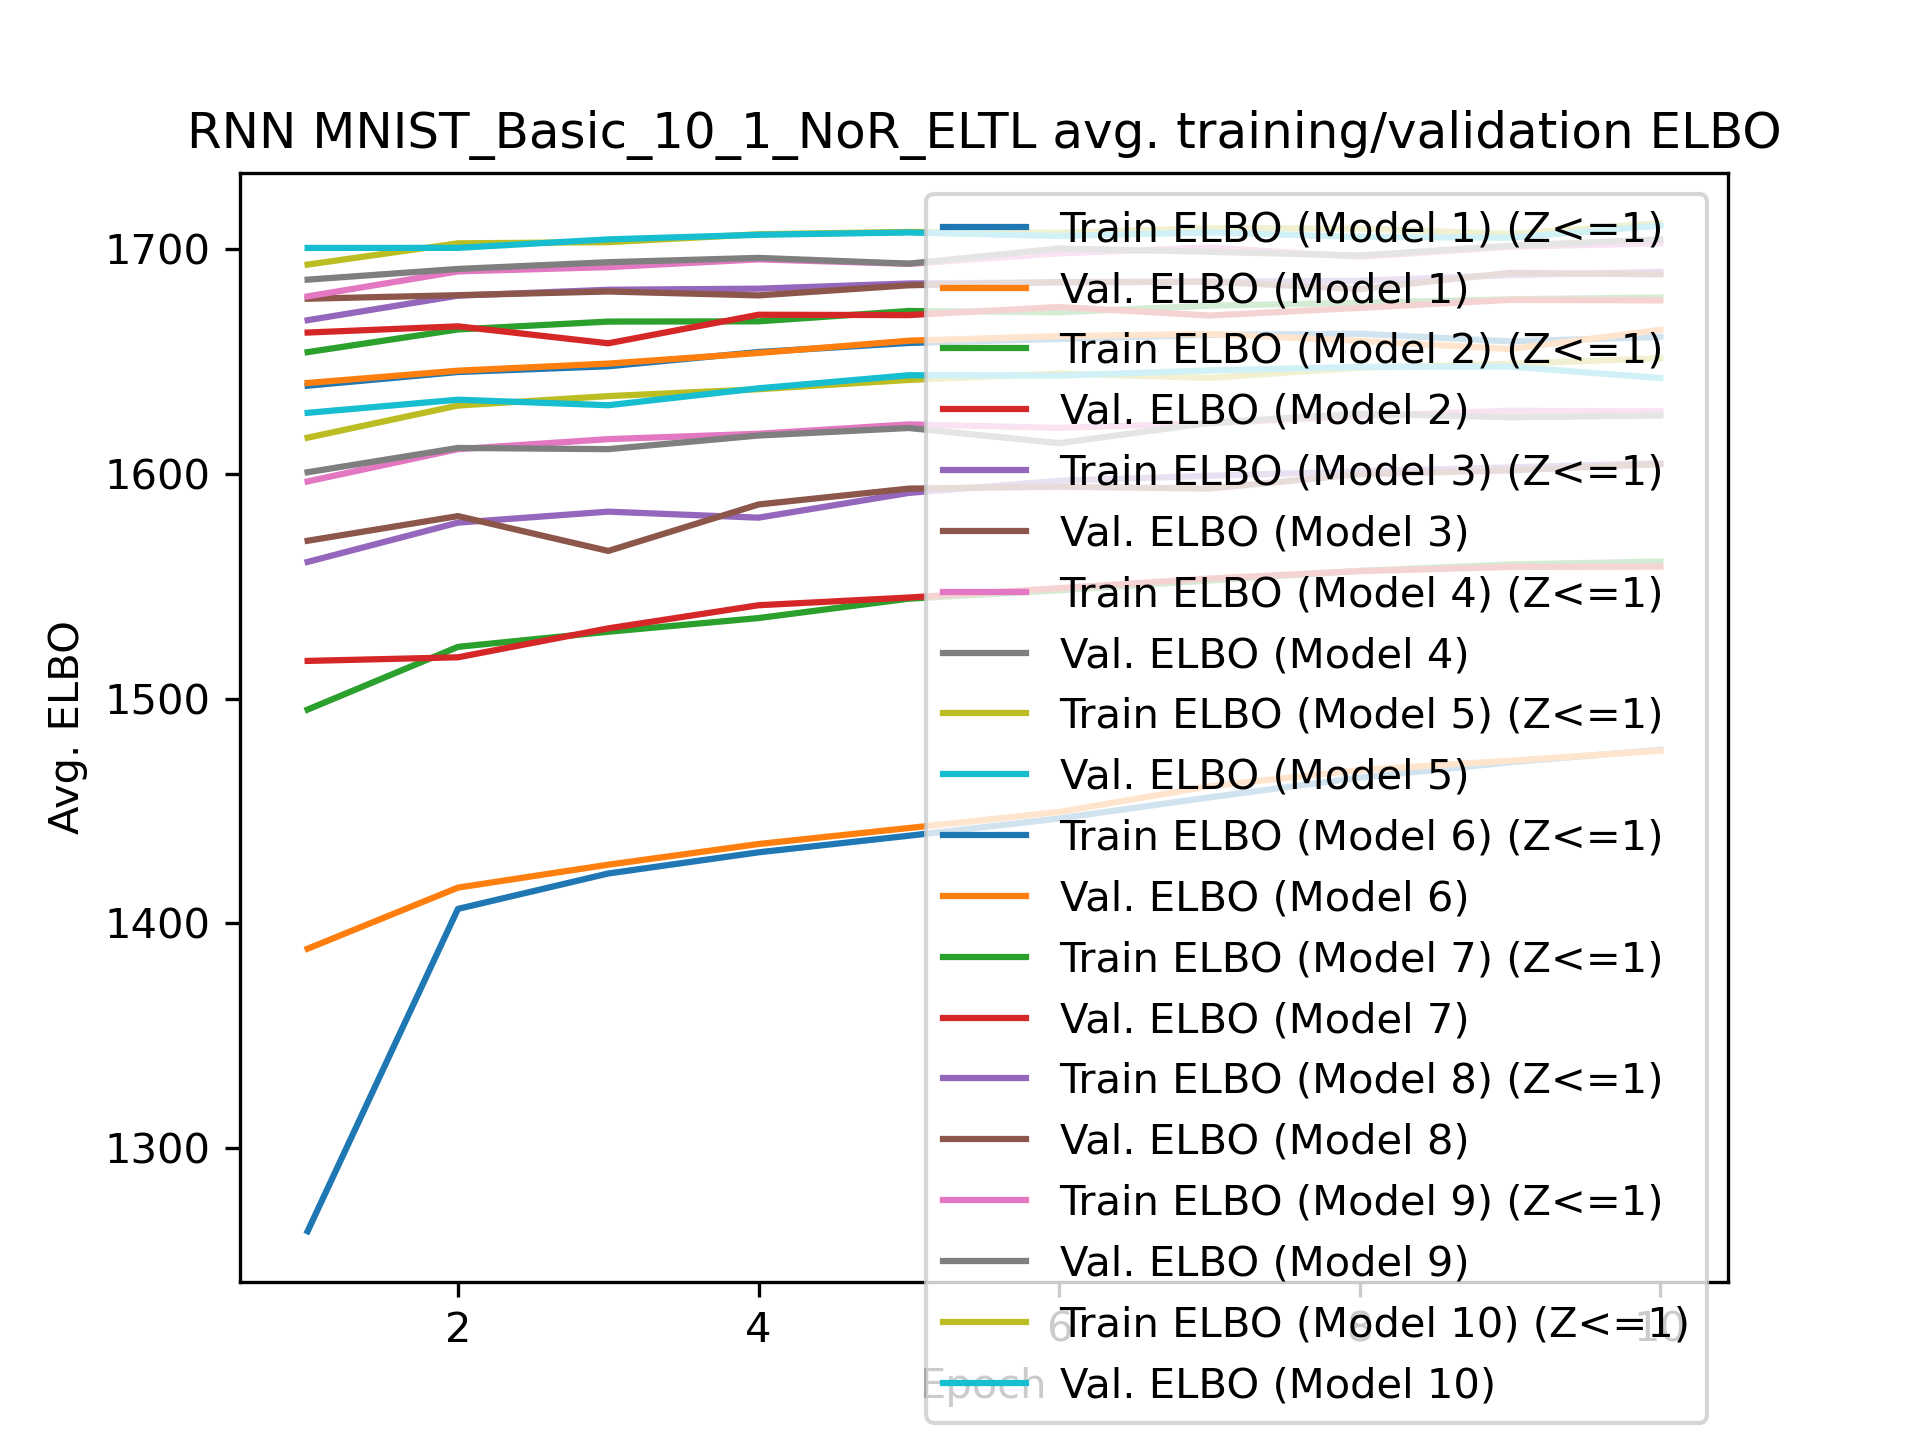 RNN MNIST_Basic_10_1_NoR_ELTL avg. training/validation ELBO
Avg. ELBO
1700
1600
1500
1400
1300
Train ELBO (Model 1) (Z<=1)
Val. ELBO (Model 1)
Train ELBO (Model 2) (Z<=1)
Val. ELBO (Model 2)
Train ELBO (Model 3) (Z<=1)
Val. ELBO (Model 3)
Train ELBO (Model 4) (Z<=1)
Val. ELBO (Model 4)
Train ELBO (Model 5) (Z<=1)
Val. ELBO (Model 5)
Train ELBO (Model 6) (Z<=1)
Val. ELBO (Model 6)
Train ELBO (Model 7) (Z<=1)
Val. ELBO (Model 7)
Train ELBO (Model 8) (Z<=1)
Val. ELBO (Model 8)
Train ELBO (Model 9) (Z<=1)
Val. ELBO (Model 9)
Train ELBO (Model 10) (Z<=1)
Val. ELBO (Model 10)
2 4 6 8 10
Epoch